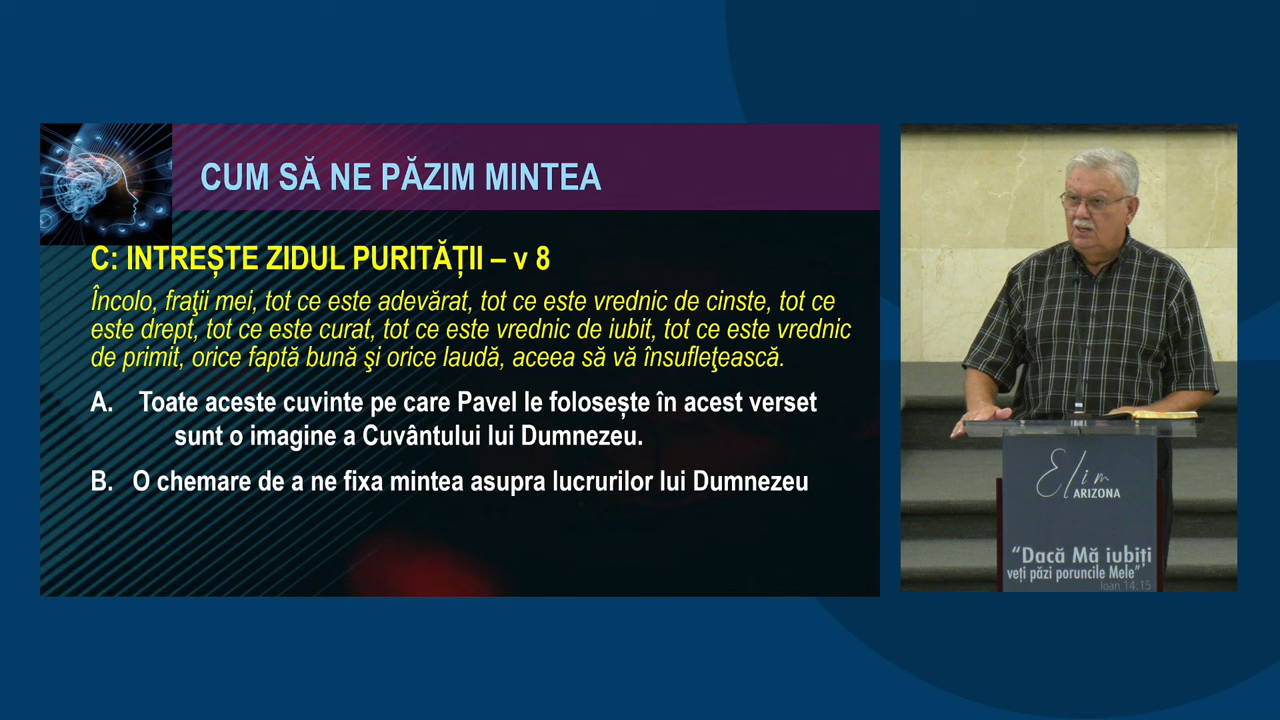 CUM SĂ NE PĂZIM MINTEA
C: INTREȘTE ZIDUL PURITĂȚII – v 8
Încolo, fraţii mei, tot ce este adevărat, tot ce este vrednic de cinste, tot ce
este drept, tot ce este curat, tot ce este vrednic de iubit, tot ce este vrednic
de primit, orice faptă bună şi orice laudă, aceea să vă însufleţească.
A. Toate aceste cuvinte pe care Pavel le folosește în acest verset
sunt o imagine a Cuvântului lui Dumnezeu.
B. O chemare de a ne fixa mintea asupra lucrurilor lui Dumnezeu
Elim
ARIZONA
“Dacă Mă iubiți
veți păzi poruncile Mele”
Ioan 14:15